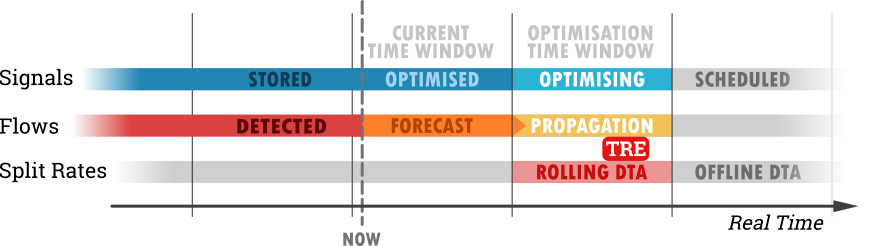 CURRENT
TIME WINDOW
OPTIMISATION
TIME WINDOW
Signals
STORED
OPTIMISED
OPTIMISING
SCHEDULED
Flows
DETECTED
FORECAST
PROPAGATION
TRE
Split Rates
ROLLING DTA
OFFLINE DTA
Real Time
NOW